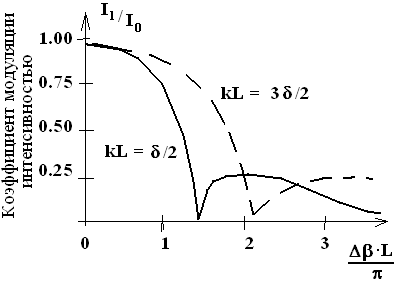 Коэффициент модуляции
интенсивностью
I1/I0
1.00
0.75
0.50
0.25
kL = 3δ/2
kL = δ/2
0
1
2
3
Δβ·L
π